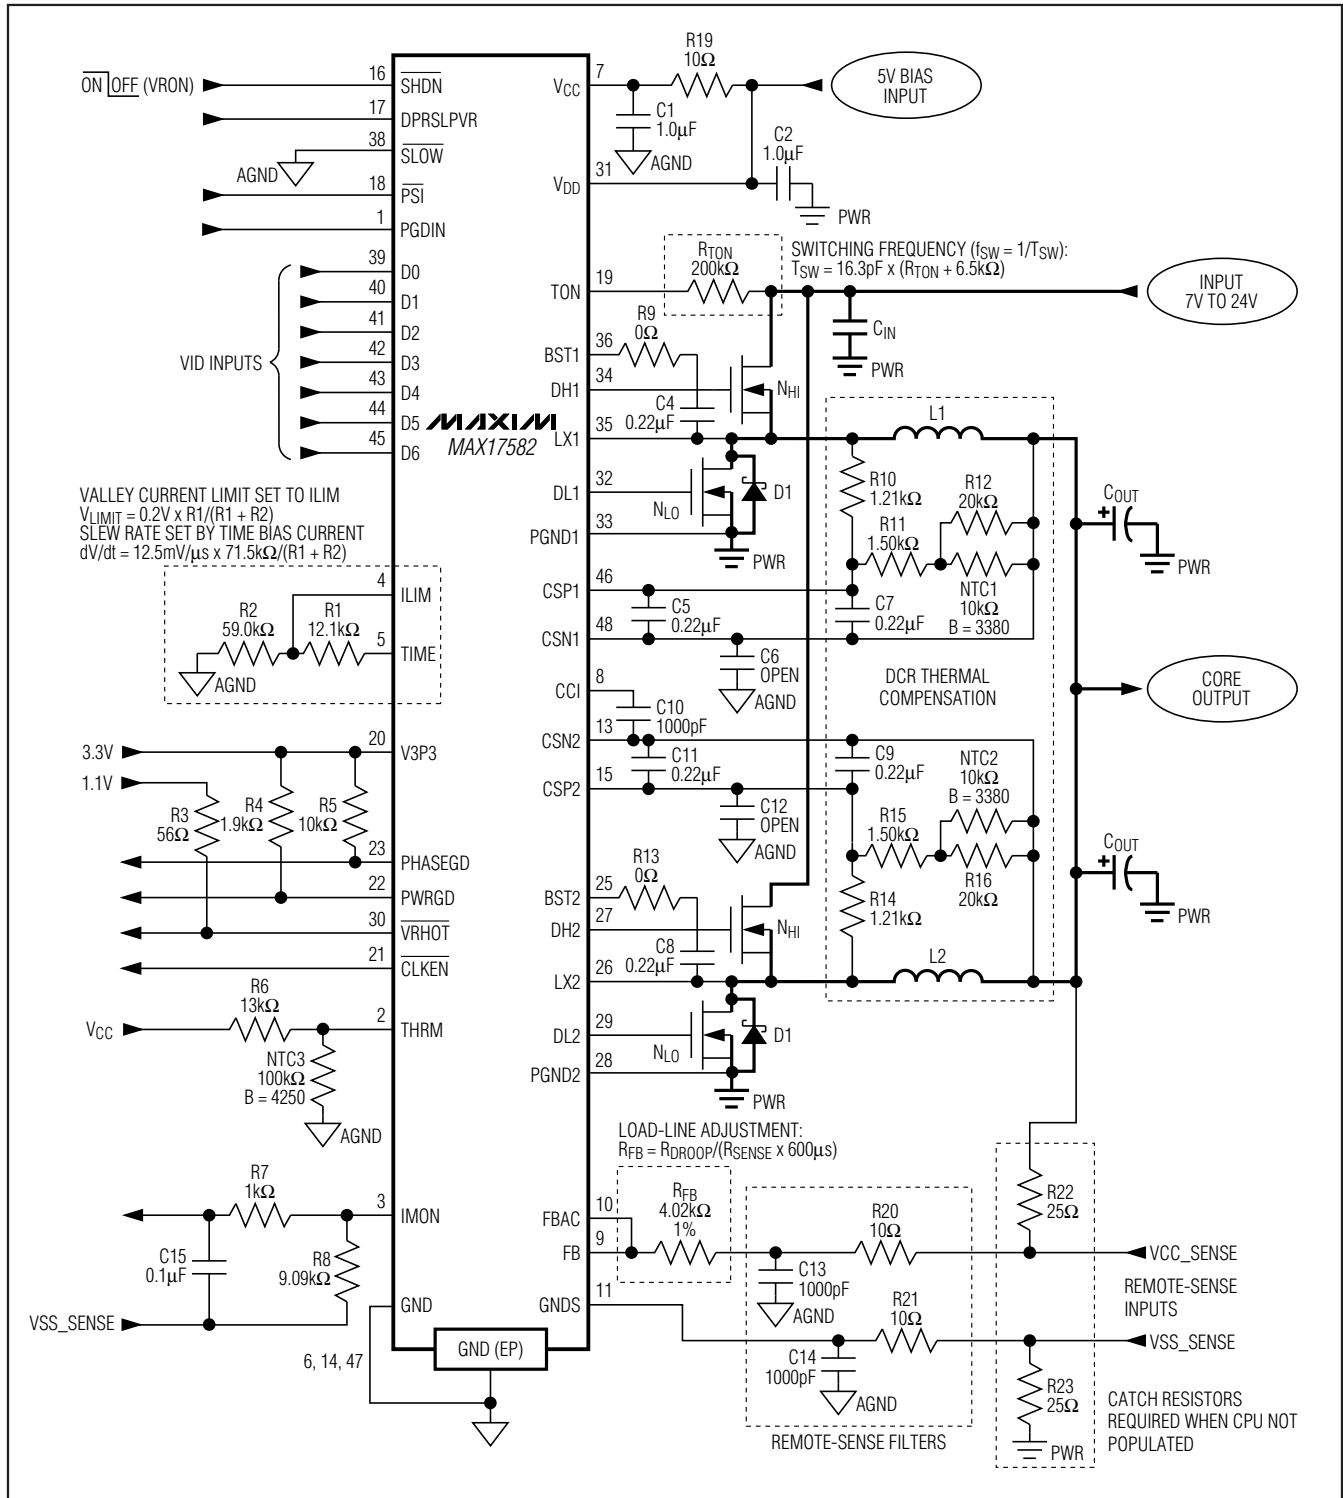 ON OFF (VRON)
16
SHDN
17
DPRSLPVR
38
SLOW
AGND
18
PSI
1
PGDIN
39
D0
40
D1
41
D2
VID INPUTS
42
D3
43
D4
44
D5
45
D6
MAXIM
MAX17582
VALLEY CURRENT LIMIT SET TO ILIM
VLIMIT = 0.2V x R1/(R1 + R2)
SLEW RATE SET BY TIME BIAS CURRENT
dV/dt = 12.5mV/μs x 71.5kΩ/(R1 + R2)
4
ILIM
R2
59.0kΩ
R1
12.1kΩ
5
TIME
AGND
3.3V
20
V3P3
1.1V
R3
56Ω
R4
1.9kΩ
R5
10kΩ
23
PHASEGD
22
PWRGD
30
VRHOT
21
CLKEN
R6
13kΩ
VCC
2
THRM
NTC3
100kΩ
B = 4250
AGND
R7
1kΩ
3
IMON
C15
0.1μF
R8
9.09kΩ
VSS_SENSE
GND
6, 14, 47
GND (EP)
R19
10Ω
7
VCC
5V BIAS
INPUT
C1
1.0μF
AGND
C2
1.0μF
31
VDD
PWR
RTON
200kΩ
SWITCHING FREQUENCY (fSW = 1/TSW):
TSW = 16.3pF x (RTON + 6.5kΩ)
19
TON
INPUT
7V TO 24V
R9
0Ω
CIN
PWR
36
BST1
34
DH1
NHI
C4
0.22μF
35
LX1
L1
32
DL1
NLO
D1
33
PGND1
PWR
R10
1.21kΩ
R11
1.50kΩ
R12
20kΩ
NTC1
10kΩ
B = 3380
COUT
PWR
46
CSP1
C5
0.22μF
C7
0.22μF
48
CSN1
C6
OPEN
AGND
8
CCI
C10
1000pF
DCR THERMAL
COMPENSATION
CORE
OUTPUT
13
CSN2
C11
0.22μF
C9
0.22μF
15
CSP2
C12
OPEN
AGND
NTC2
10kΩ
B = 3380
R15
1.50kΩ
R16
20kΩ
R14
1.21kΩ
COUT
PWR
R13
0Ω
25
BST2
27
DH2
NHI
C8
0.22μF
26
LX2
L2
29
DL2
NLO
D1
28
PGND2
PWR
LOAD-LINE ADJUSTMENT:
RFB = RDROOP/(RSENSE x 600μs)
RFB
4.02kΩ
1%
10
FBAC
9
FB
R20
10Ω
R22
25Ω
VCC_SENSE
C13
1000pF
AGND
REMOTE-SENSE
INPUTS
11
GNDS
R21
10Ω
VSS_SENSE
C14
1000pF
AGND
R23
25Ω
PWR
REMOTE-SENSE FILTERS
CATCH RESISTORS
REQUIRED WHEN CPU NOT
POPULATED